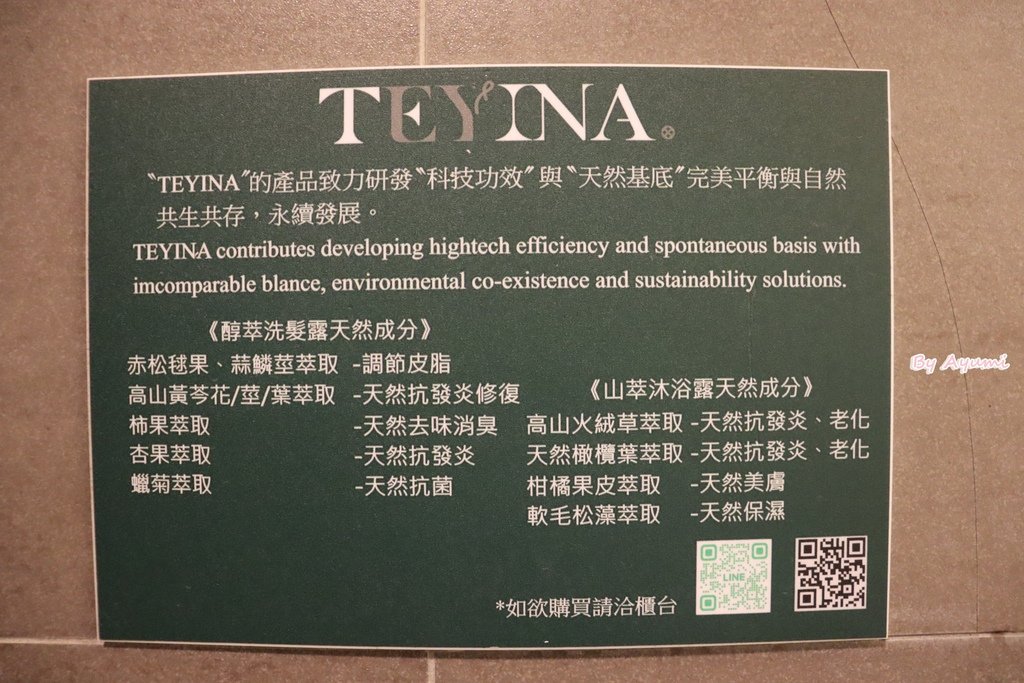 TEYINA
〝TEYINA〞的產品致力研發〝科技功效〞與〝天然基底〞完美平衡與自然
共生共存，永續發展。
TEYINA contributes developing hightech efficiency and spontaneous basis with
imcomparable blance, environmental co-existence and sustainability solutions.
《醇萃洗髮露天然成分》
赤松毬果、蒜鱗莖萃取 -調節皮脂
高山黃芩花/莖/葉萃取 -天然抗發炎修復
柿果萃取 -天然去味消臭
杏果萃取 -天然抗發炎
蠟菊萃取 -天然抗菌
《山萃沐浴露天然成分》
高山火絨草萃取 -天然抗發炎、老化
天然橄欖葉萃取 -天然抗發炎、老化
柑橘果皮萃取 -天然美膚
軟毛松藻萃取 -天然保濕
LINE
*如欲購買請洽櫃台
By Ayumi